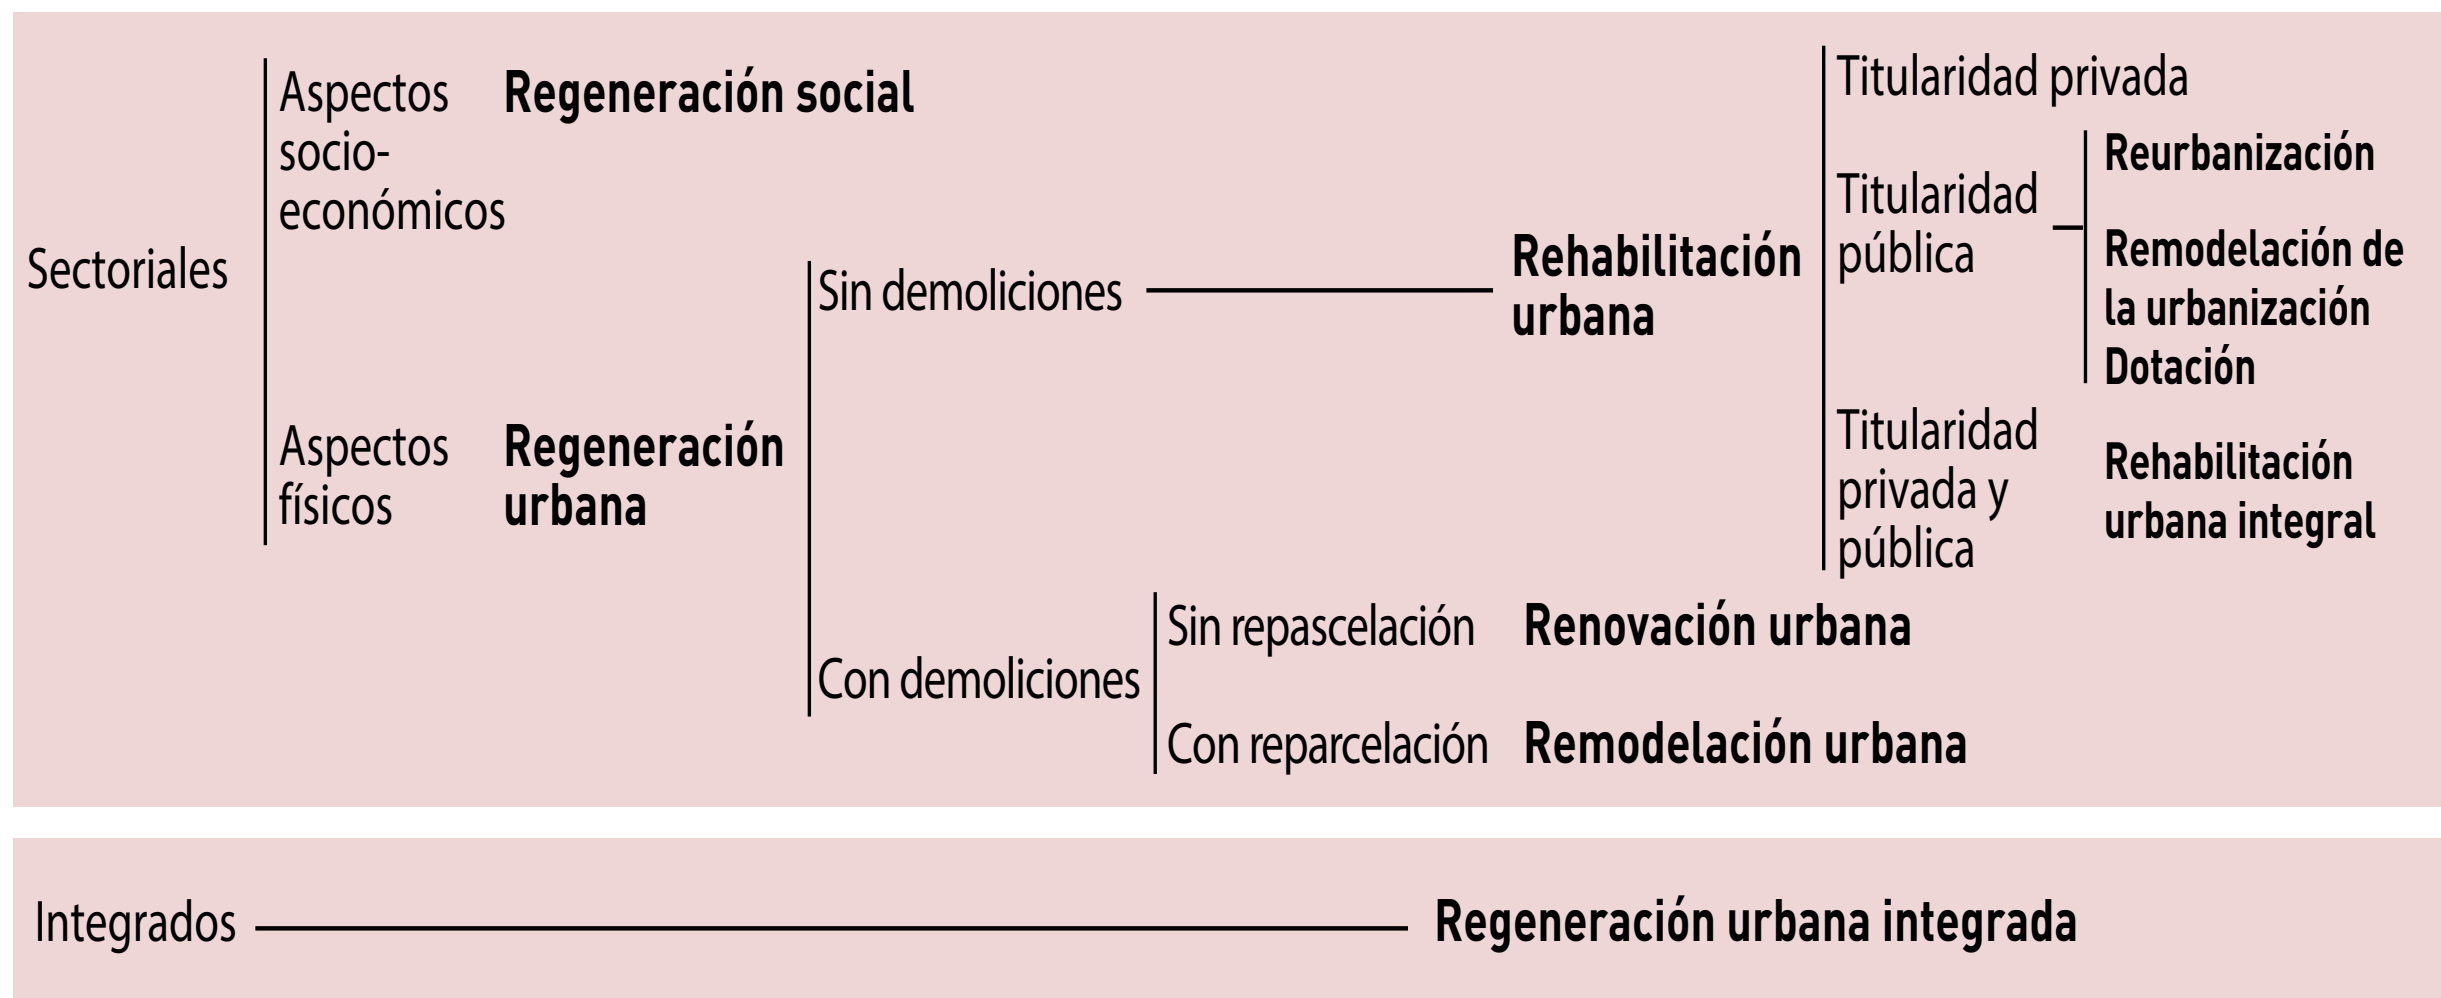 Sectoriales
Aspectos
socio-
económicos
Regeneración social
Aspectos
físicos
Regeneración
urbana
Sin demoliciones
Rehabilitación
urbana
Titularidad privada
Titularidad
pública
Reurbanización
Remodelación de
la urbanización
Dotación
Titularidad
privada y
pública
Rehabilitación
urbana integral
Con demoliciones
Sin repascelación
Renovación urbana
Con reparcelación
Remodelación urbana
Integrados
Regeneración urbana integrada